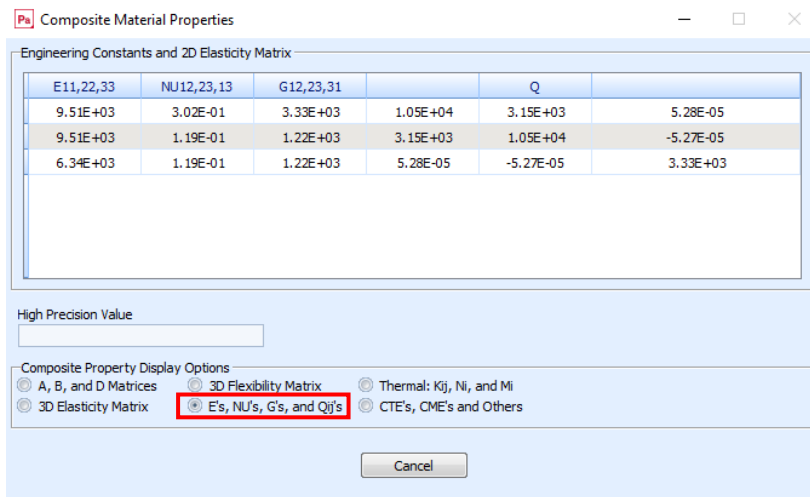 Pa Composite Material Properties
Engineering Constants and 2D Elasticity Matrix
E11,22,33 NU12,23,13 G12,23,31 Q
9.51E+03 3.02E-01 3.33E+03 1.05E+04 3.15E+03 5.28E-05
9.51E+03 1.19E-01 1.22E+03 3.15E+03 1.05E+04 -5.27E-05
6.34E+03 1.19E-01 1.22E+03 5.28E-05 -5.27E-05 3.33E+03
High Precision Value
Composite Property Display Options
A, B, and D Matrices 3D Flexibility Matrix Thermal: Kij, Ni, and Mi
3D Elasticity Matrix E's, NU's, G's, and Qij's CTE's, CME's and Others
Cancel